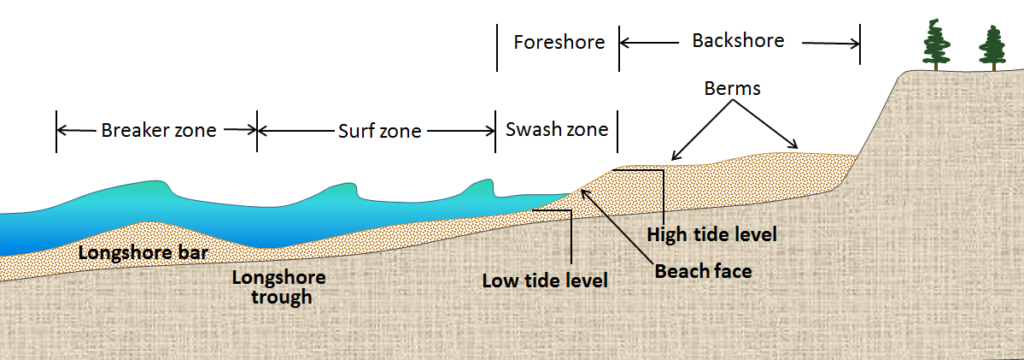 Foreshore
Backshore
Berms
Breaker zone
Surf zone
Swash zone
Longshore bar
Longshore
trough
High tide level
Beach face
Low tide level